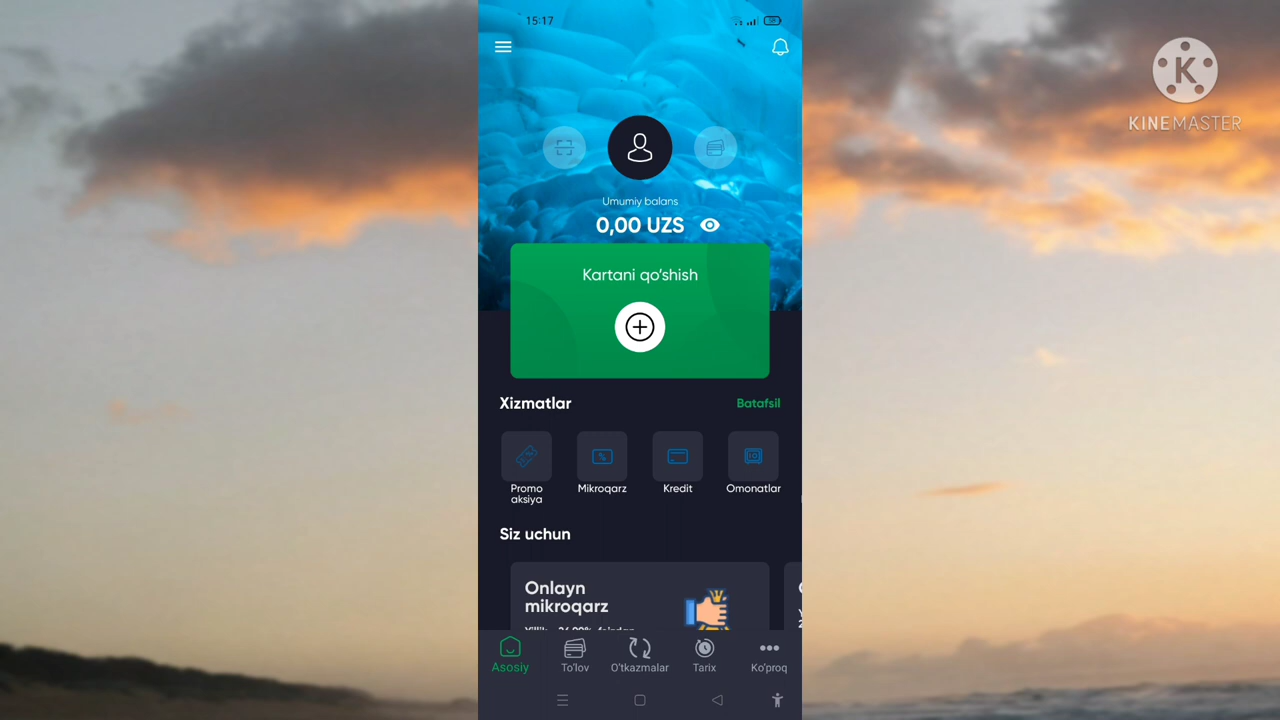 15:17
KINEMASTER
Umumiy balans
0,00 UZS
Kartani qo‘shish
Xizmatlar
Batafsil
Promo
aksiya
Mikroqarz
Kredit
Omonatlar
Siz uchun
Onlayn
mikroqarz
Asosiy
To‘lov
O‘tkazmalar
Tarix
Ko‘proq